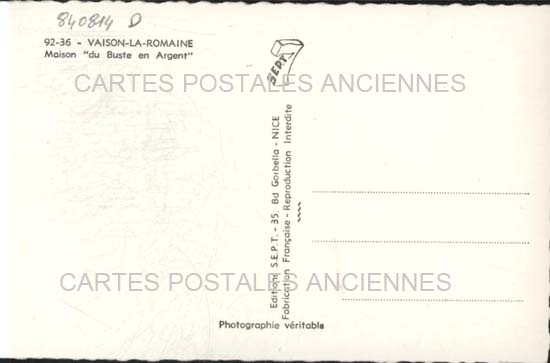 840814 D
92-36 - VAISON-LA-ROMAINE
Maison "du Buste en Argent"
SEPT
CARTES POSTALES ANCIENNES
Editions S.E.P.T. - 35, Bd Gorbella - NICE
Fabrication Française - Reproduction Interdite
CARTES POSTALES ANCIENNES
Photographie véritable